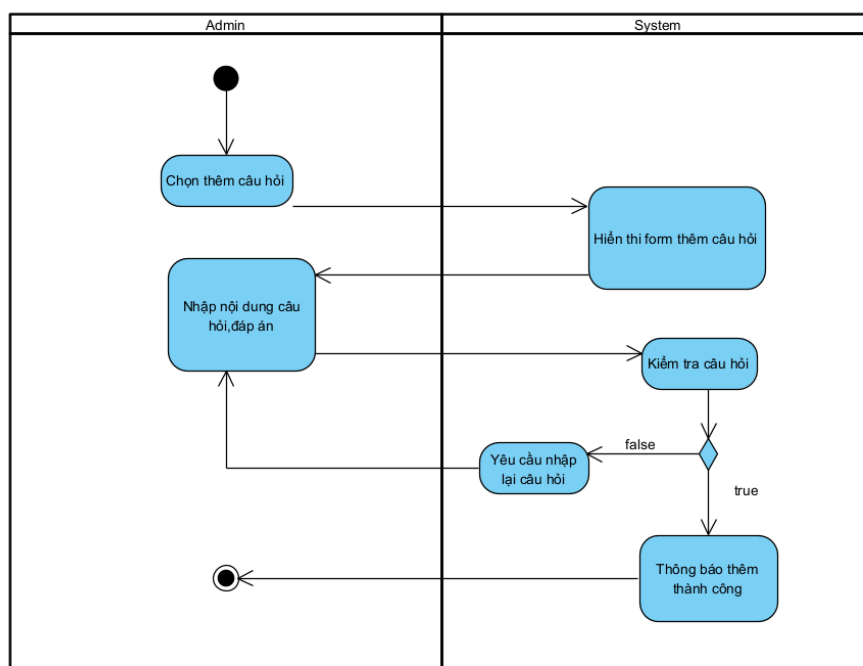 Admin
System
Chọn thêm câu hỏi
Hiển thi form thêm câu hỏi
Nhập nội dung câu
hỏi,đáp án
Kiểm tra câu hỏi
false
Yêu cầu nhập
lại câu hỏi
true
Thông báo thêm
thành công